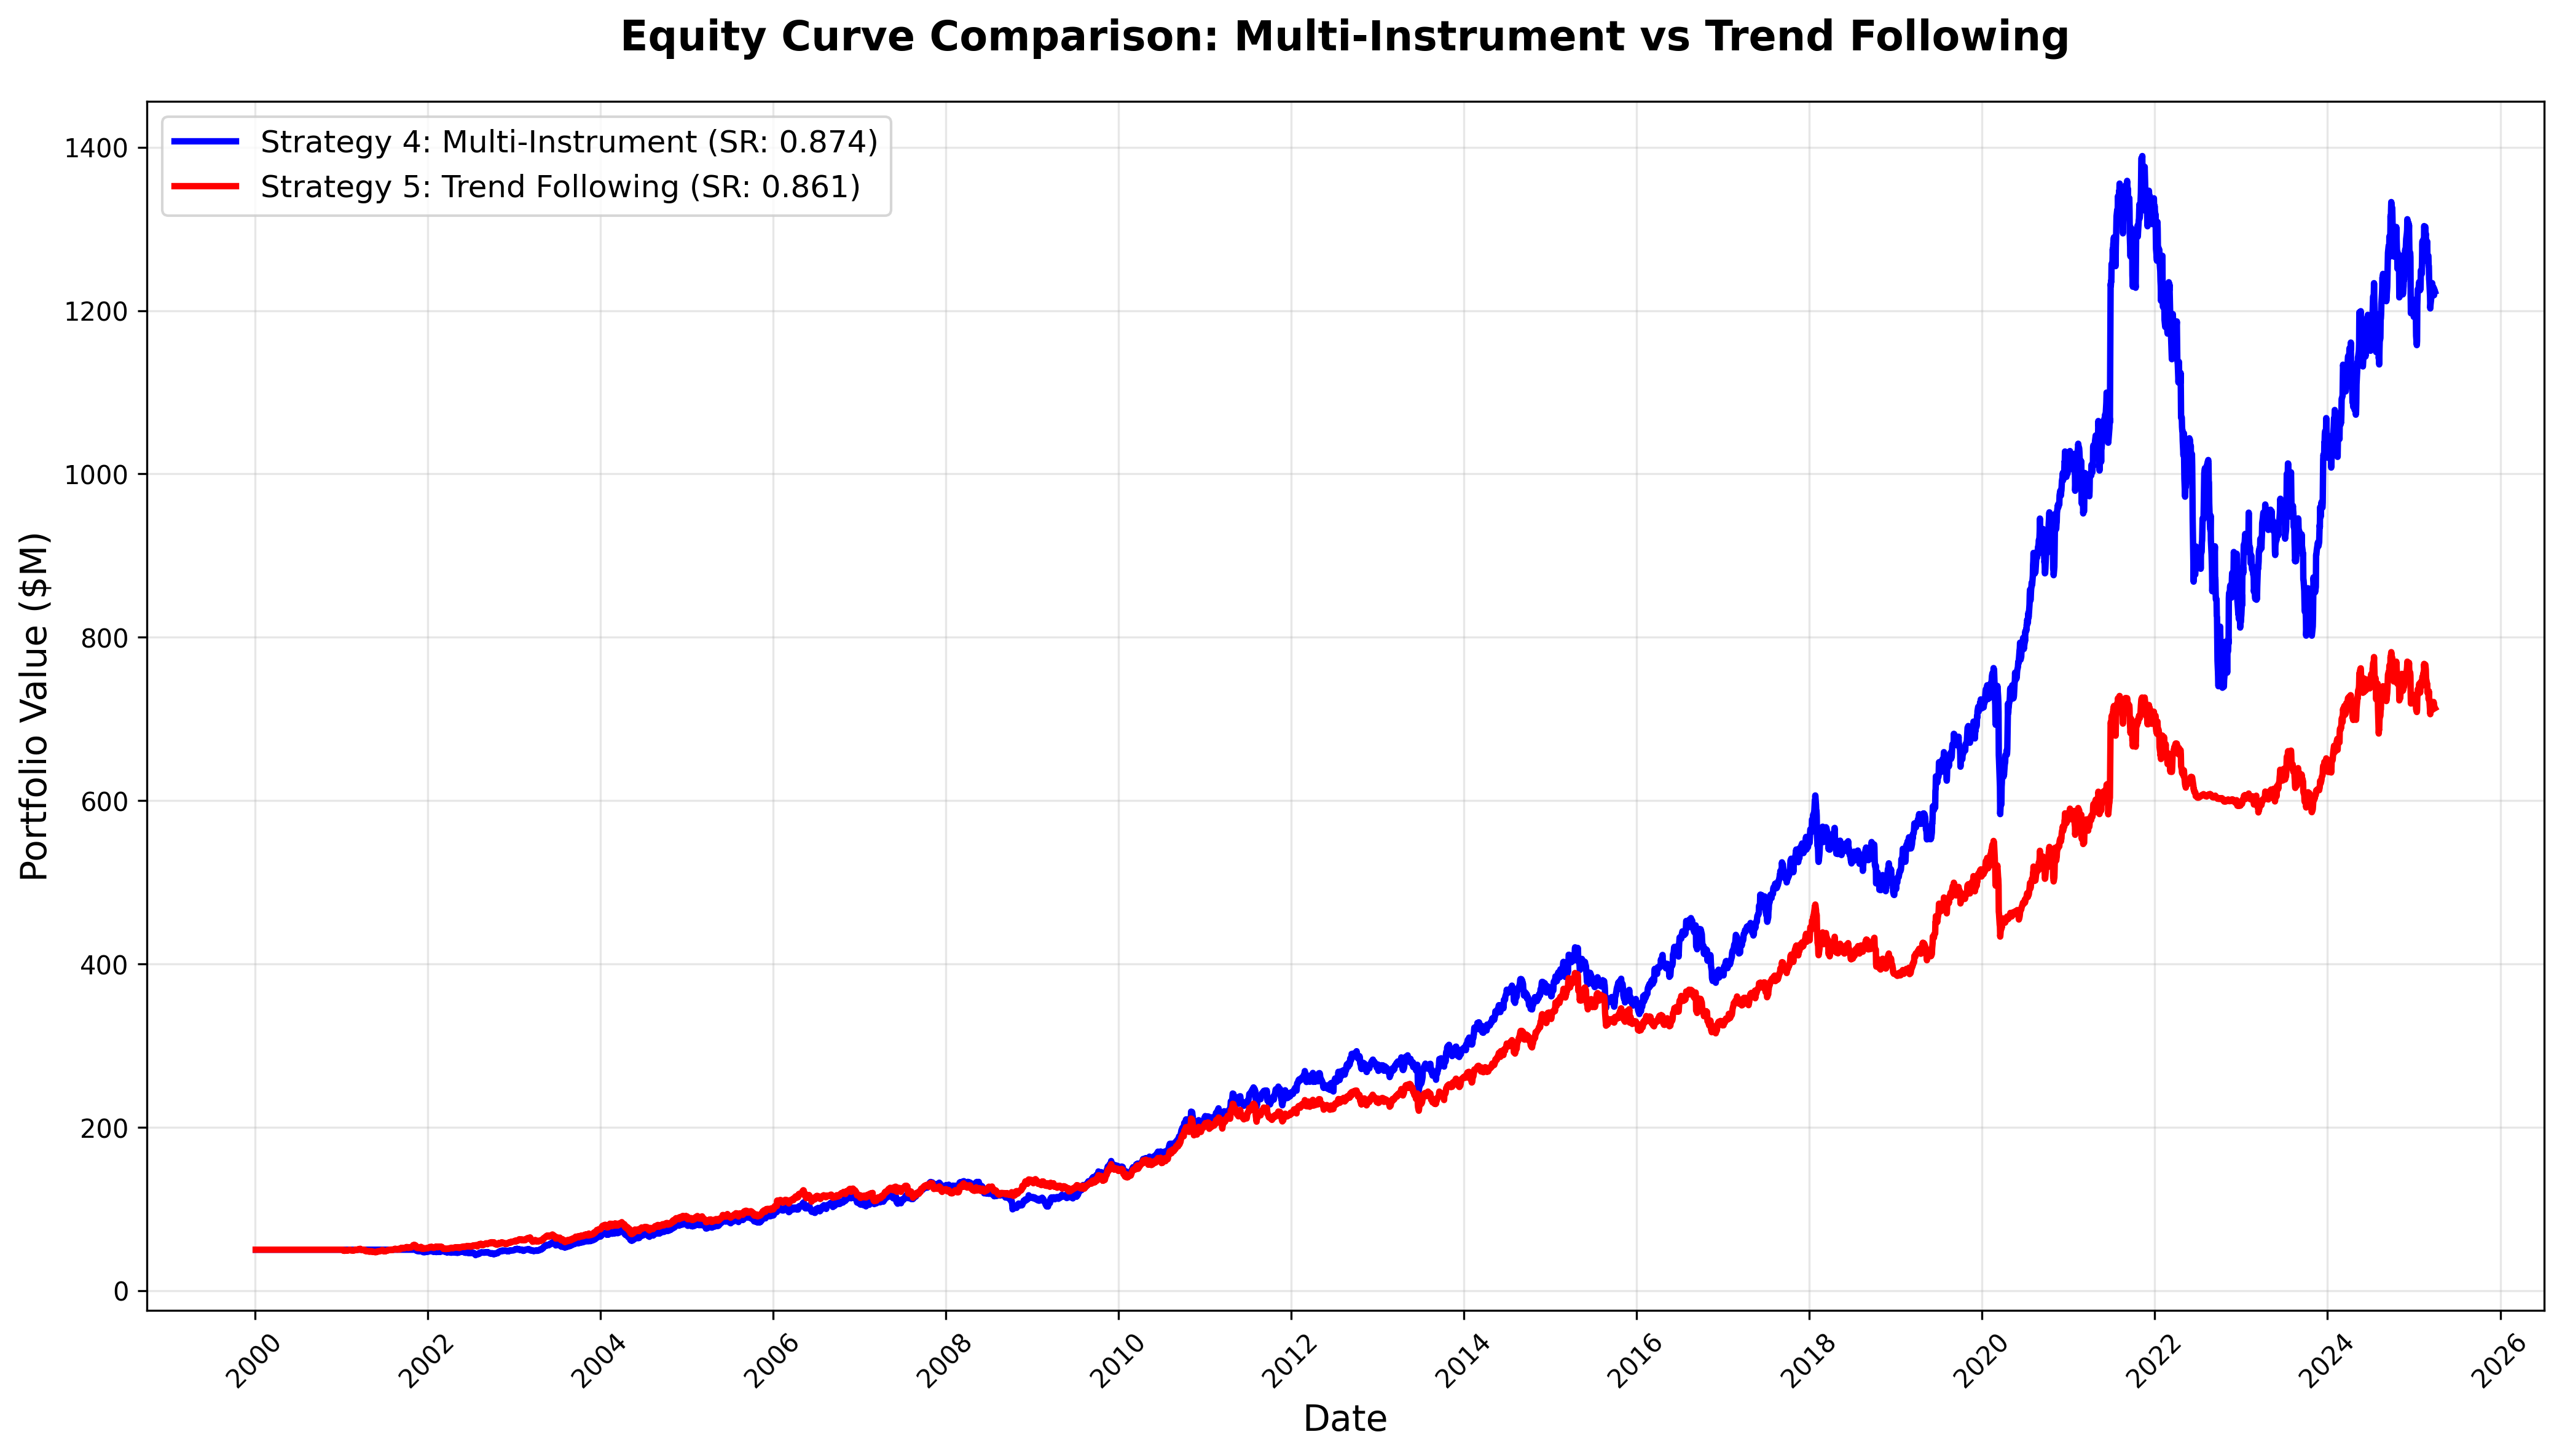 Equity Curve Comparison: Multi-Instrument vs Trend Following
Strategy 4: Multi-Instrument (SR: 0.874)
Strategy 5: Trend Following (SR: 0.861)
Portfolio Value ($M)
1400
1200
1000
800
600
400
200
0
2000 2002 2004 2006 2008 2010 2012 2014 2016 2018 2020 2022 2024 2026
Date